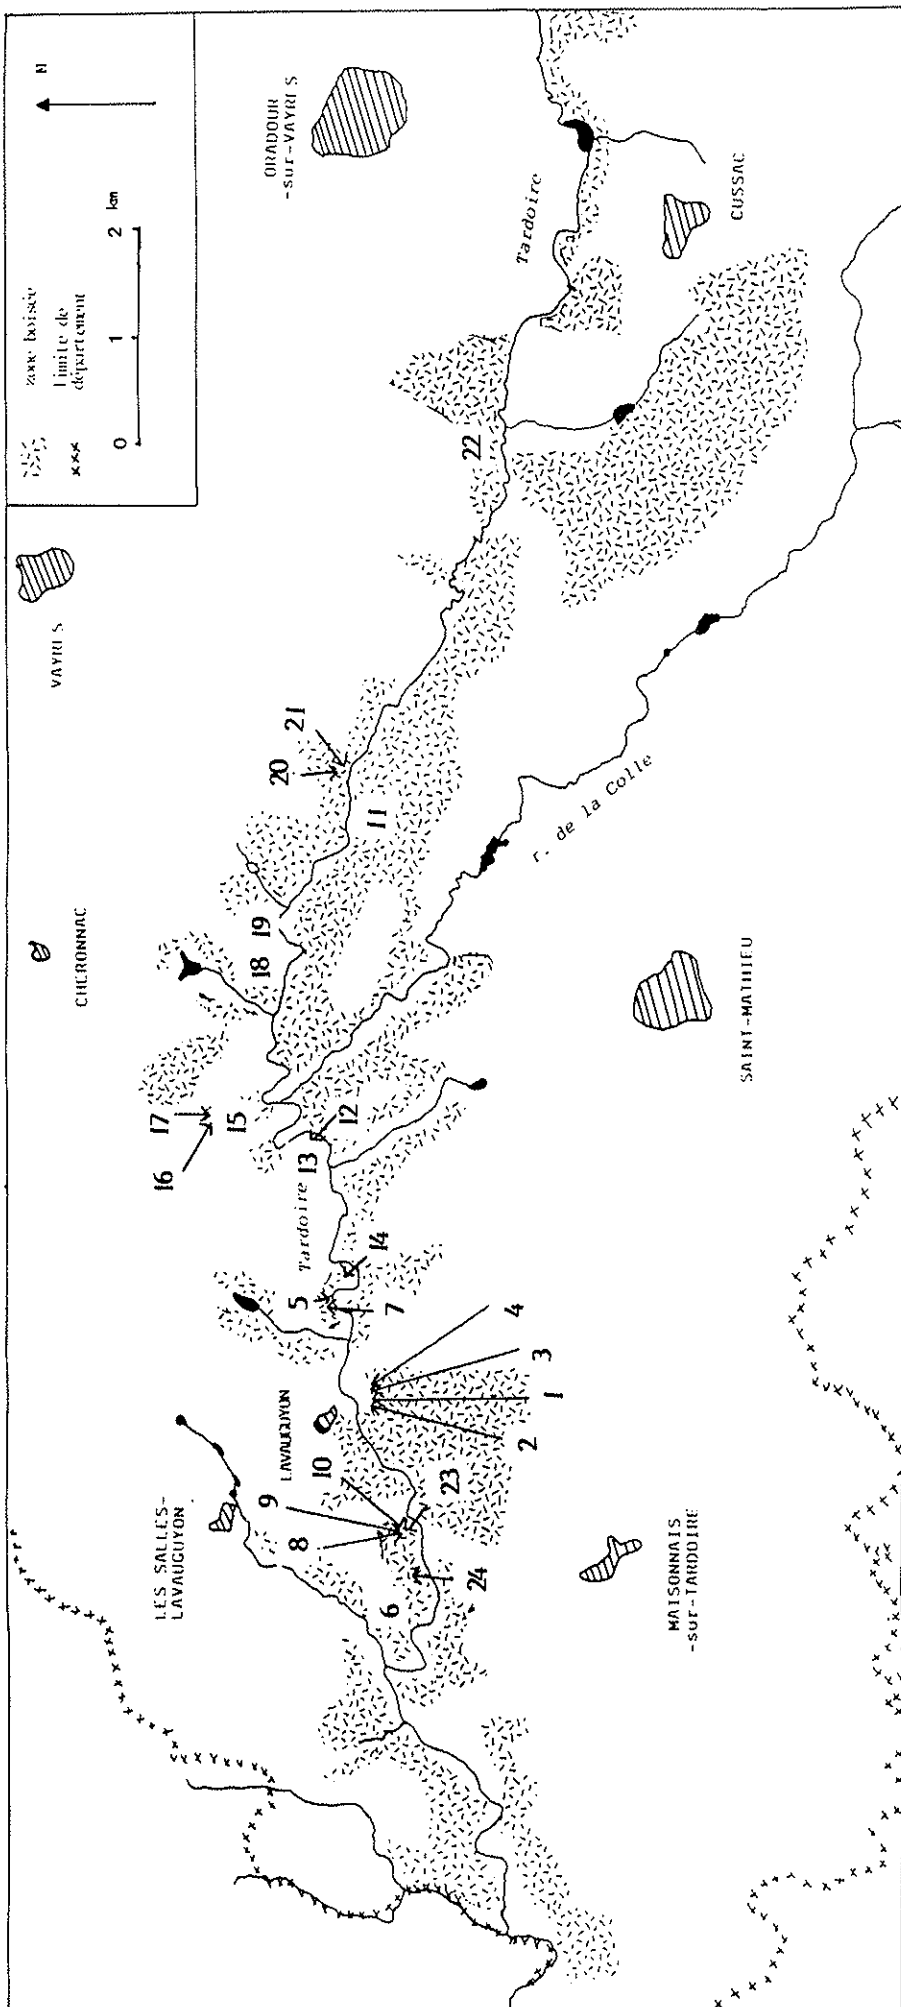 zone boisée
limite de
département
xxx
0 1 2 km
N
VAYRES
ORADOUR
-sur-VAYRES
CHERONNAC
LES SALLES-
LAVAUGUYON
LAVAUGUYON
Tardoire
Tardoire
CUSSAC
r. de la Colle
SAINT-MATHIEU
MAISONNAIS
-sur-TARDOIRE
1
2
3
4
5
6
7
8
9
10
11
12
13
14
15
16
17
18
19
20
21
22
23
24